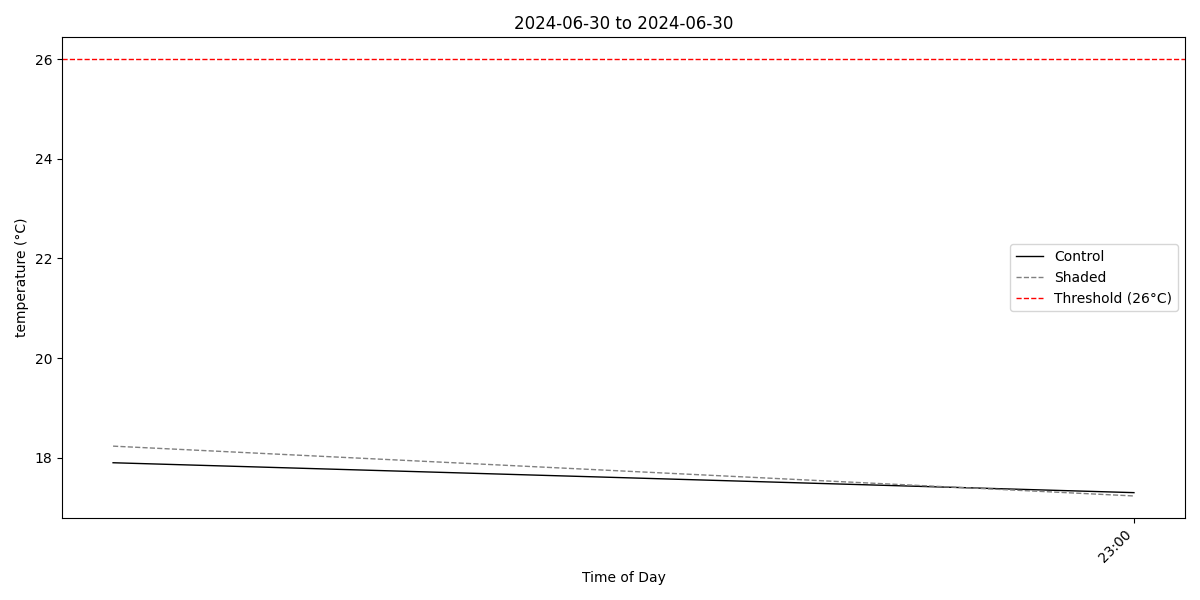 2024-06-30 to 2024-06-30
temperature (°C)
26
24
22
20
18
Control
Shaded
Threshold (26°C)
23:00
Time of Day